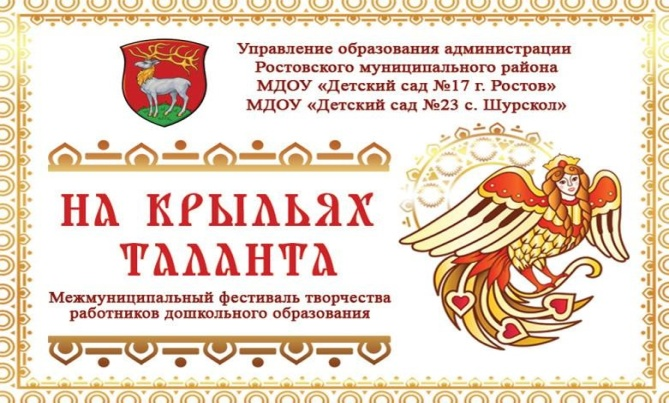 Управление образования администрации
Ростовского муниципального района
МДОУ «Детский сад №17 г. Ростов»
МДОУ «Детский сад №23 с. Шурскол»
НА КРЫЛЬЯХ
ТАЛАНТА
Межмуниципальный фестиваль творчества
работников дошкольного образования